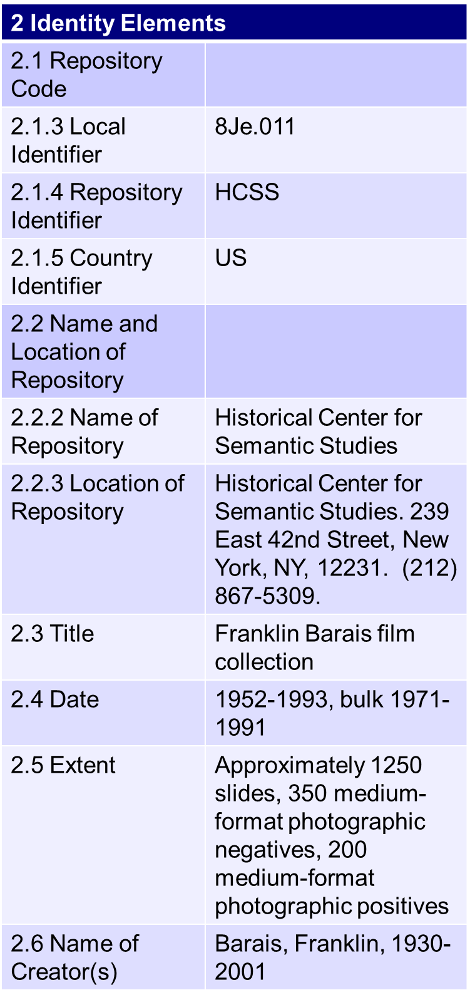 2 Identity Elements
2.1 Repository
Code
2.1.3 Local
Identifier
8Je.011
2.1.4 Repository
Identifier
HCSS
2.1.5 Country
Identifier
US
2.2 Name and
Location of
Repository
2.2.2 Name of
Repository
Historical Center for
Semantic Studies
2.2.3 Location of
Repository
Historical Center for
Semantic Studies. 239
East 42nd Street, New
York, NY, 12231.  (212)
867-5309.
2.3 Title
Franklin Barais film
collection
2.4 Date
1952-1993, bulk 1971-
1991
2.5 Extent
Approximately 1250
slides, 350 medium-
format photographic
negatives, 200
medium-format
photographic positives
2.6 Name of
Creator(s)
Barais, Franklin, 1930-
2001